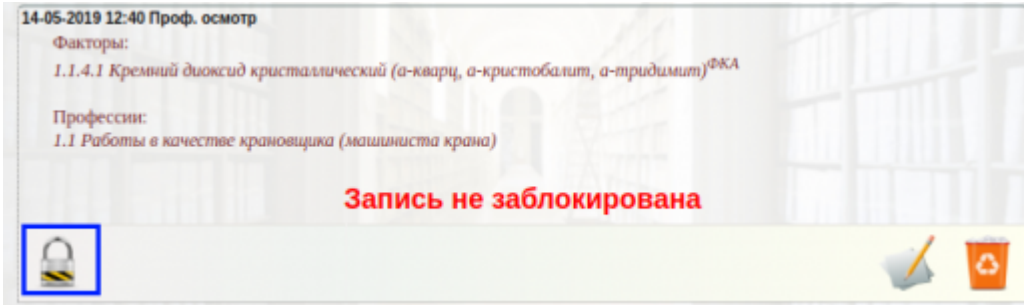 14-05-2019 12:40 Проф. осмотр
Факторы:
1.1.4.1 Кремний диоксид кристаллический (а-кварц, а-кристобалит, а-тридимит)ФКА
Профессии:
1.1 Работы в качестве крановщика (машиниста крана)
Запись не заблокирована